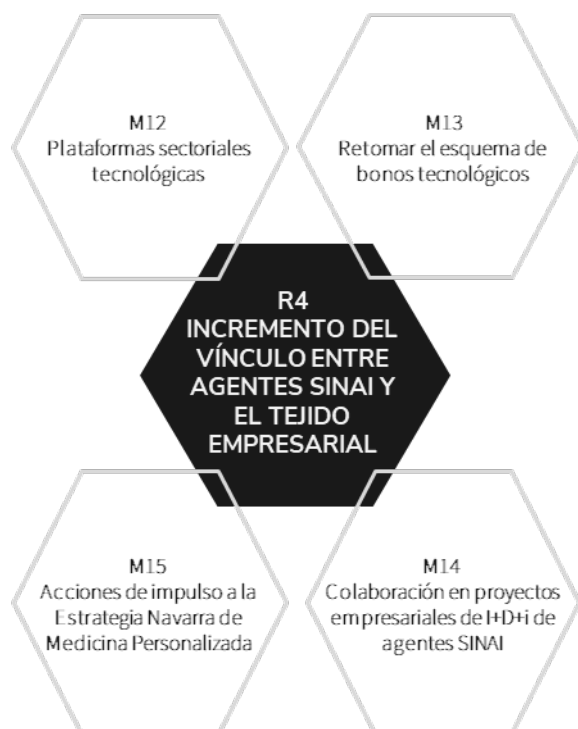 M12
Plataformas sectoriales
tecnológicas
M13
Retomar el esquema de
bonos tecnológicos
R4
INCREMENTO DEL
VÍNCULO ENTRE
AGENTES SINAI Y
EL TEJIDO
EMPRESARIAL
M15
Acciones de impulso a la
Estrategia Navarra de
Medicina Personalizada
M14
Colaboración en proyectos
empresariales de I+D+i de
agentes SINAI